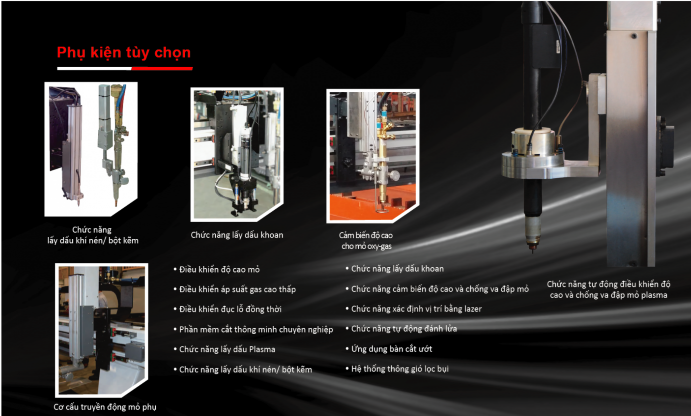 Phụ kiện tùy chọn
Chức năng
lấy dấu khí nén/ bột kẽm
Chức nắng lấy dấu khoan
Cảm biến độ cao
cho mỏ oxy-gas
Chức năng tự động điều khiển độ
cao và chống va đập mỏ plasma
Cơ cấu truyền động mỏ phụ
• Điều khiển độ cao mỏ
• Điều khiển áp suất gas cao thấp
• Điều khiển đục lỗ đồng thời
• Phần mềm cắt thông minh chuyên nghiệp
• Chức năng lấy dấu Plasma
• Chức năng lấy dấu khí nén/ bột kẽm
• Chức năng lấy dấu khoan
• Chức năng cảm biến độ cao và chống va đập mỏ
• Chức năng xác định vị trí bằng lazer
• Chức năng tự động đánh lửa
• Ứng dụng bàn cắt ướt
• Hệ thống thông gió lọc bụi